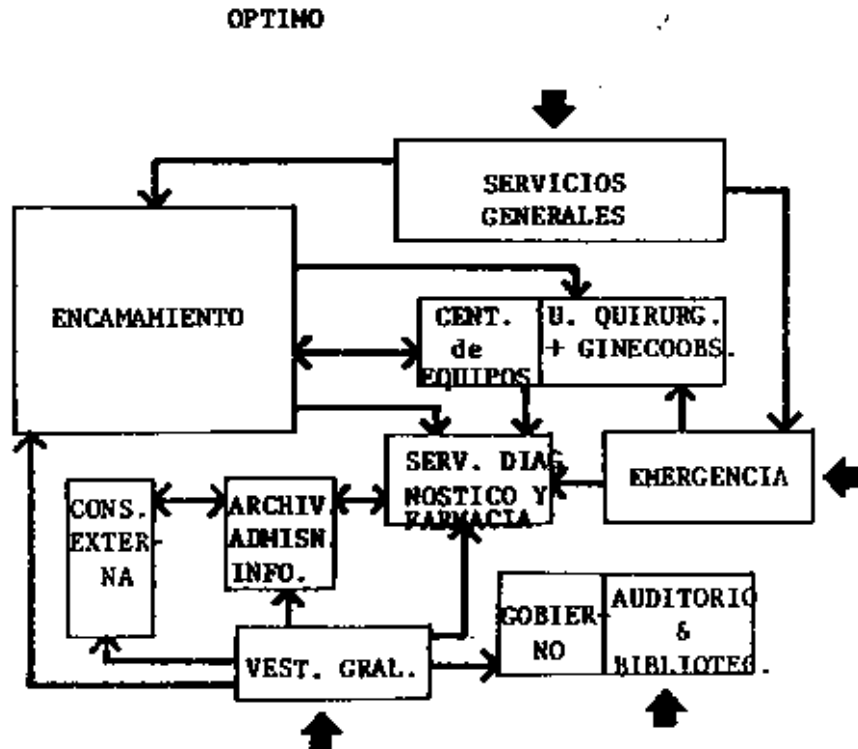 OPTIMO
SERVICIOS
GENERALES
ENCAMAMIENTO
CENT.
de
EQUIPOS
U. QUIRURG.
+ GINECOOBS.
SERV. DIAG
NOSTICO Y
FARMACIA
EMERGENCIA
CONS.
EXTER-
NA
ARCHIV.
ADMISN.
INFO.
VEST. GRAL.
GOBIER-
NO
AUDITORIO
&
BIBLIOTEC.